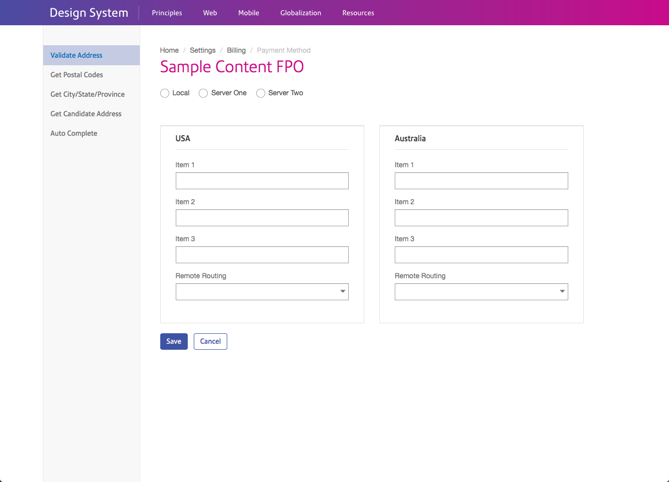 Design System Principles Web Mobile Globalization Resources
Validate Address
Get Postal Codes
Get City/State/Province
Get Candidate Address
Auto Complete
Home / Settings / Billing / Payment Method
Sample Content FPO
Local Server One Server Two
USA
Item 1
Item 2
Item 3
Remote Routing
Australia
Item 1
Item 2
Item 3
Remote Routing
Save Cancel